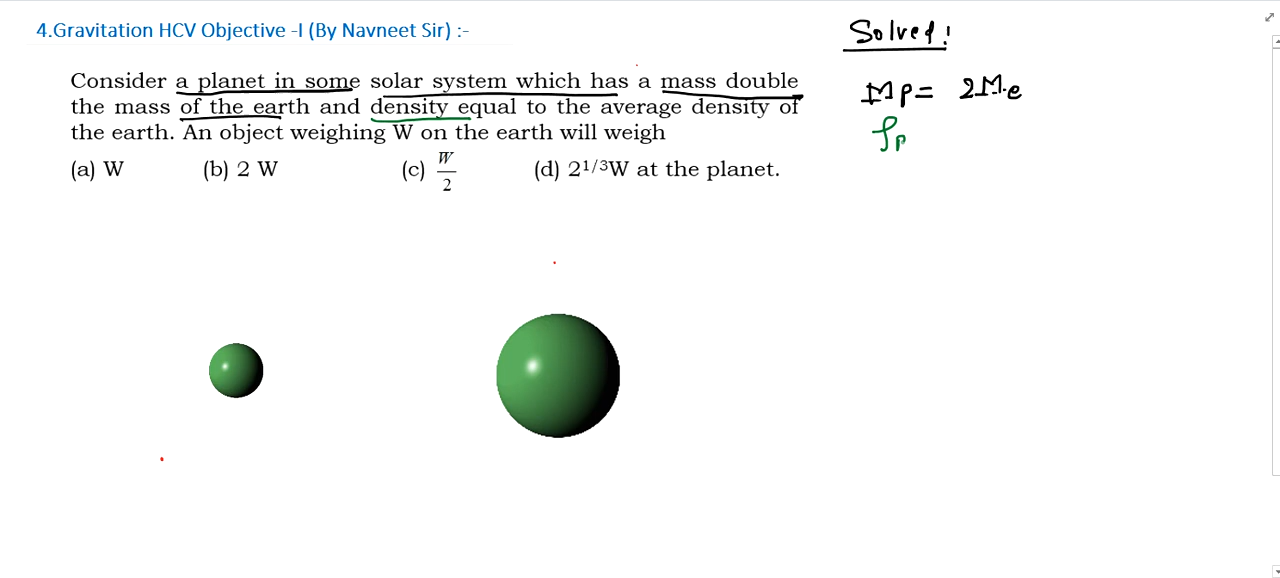 4.Gravitation HCV Objective -I (By Navneet Sir) :-
Solved!
Consider a planet in some solar system which has a mass double
the mass of the earth and density equal to the average density of
the earth. An object weighing W on the earth will weigh
(a) W (b) 2 W (c) W/2 (d) 2^1/3W at the planet.
Mp= 2M.e
ρp